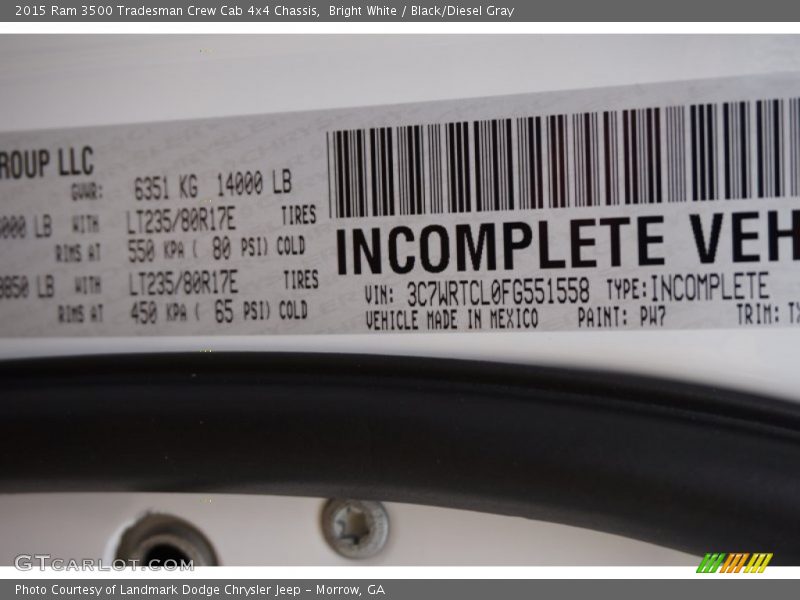 2015 Ram 3500 Tradesman Crew Cab 4x4 Chassis, Bright White / Black/Diesel Gray
GROUP LLC
GVWR: 6351 KG 14000 LB
LB WITH LT235/80R17E TIRES
RIMS AT 550 KPA ( 80 PSI) COLD
LB WITH LT235/80R17E TIRES
RIMS AT 450 KPA ( 65 PSI) COLD
INCOMPLETE VEH
VIN: 3C7WRTCL0FG551558 TYPE:INCOMPLETE
VEHICLE MADE IN MEXICO PAINT: PW7 TRIM:
GTcarlot.com
Photo Courtesy of Landmark Dodge Chrysler Jeep - Morrow, GA